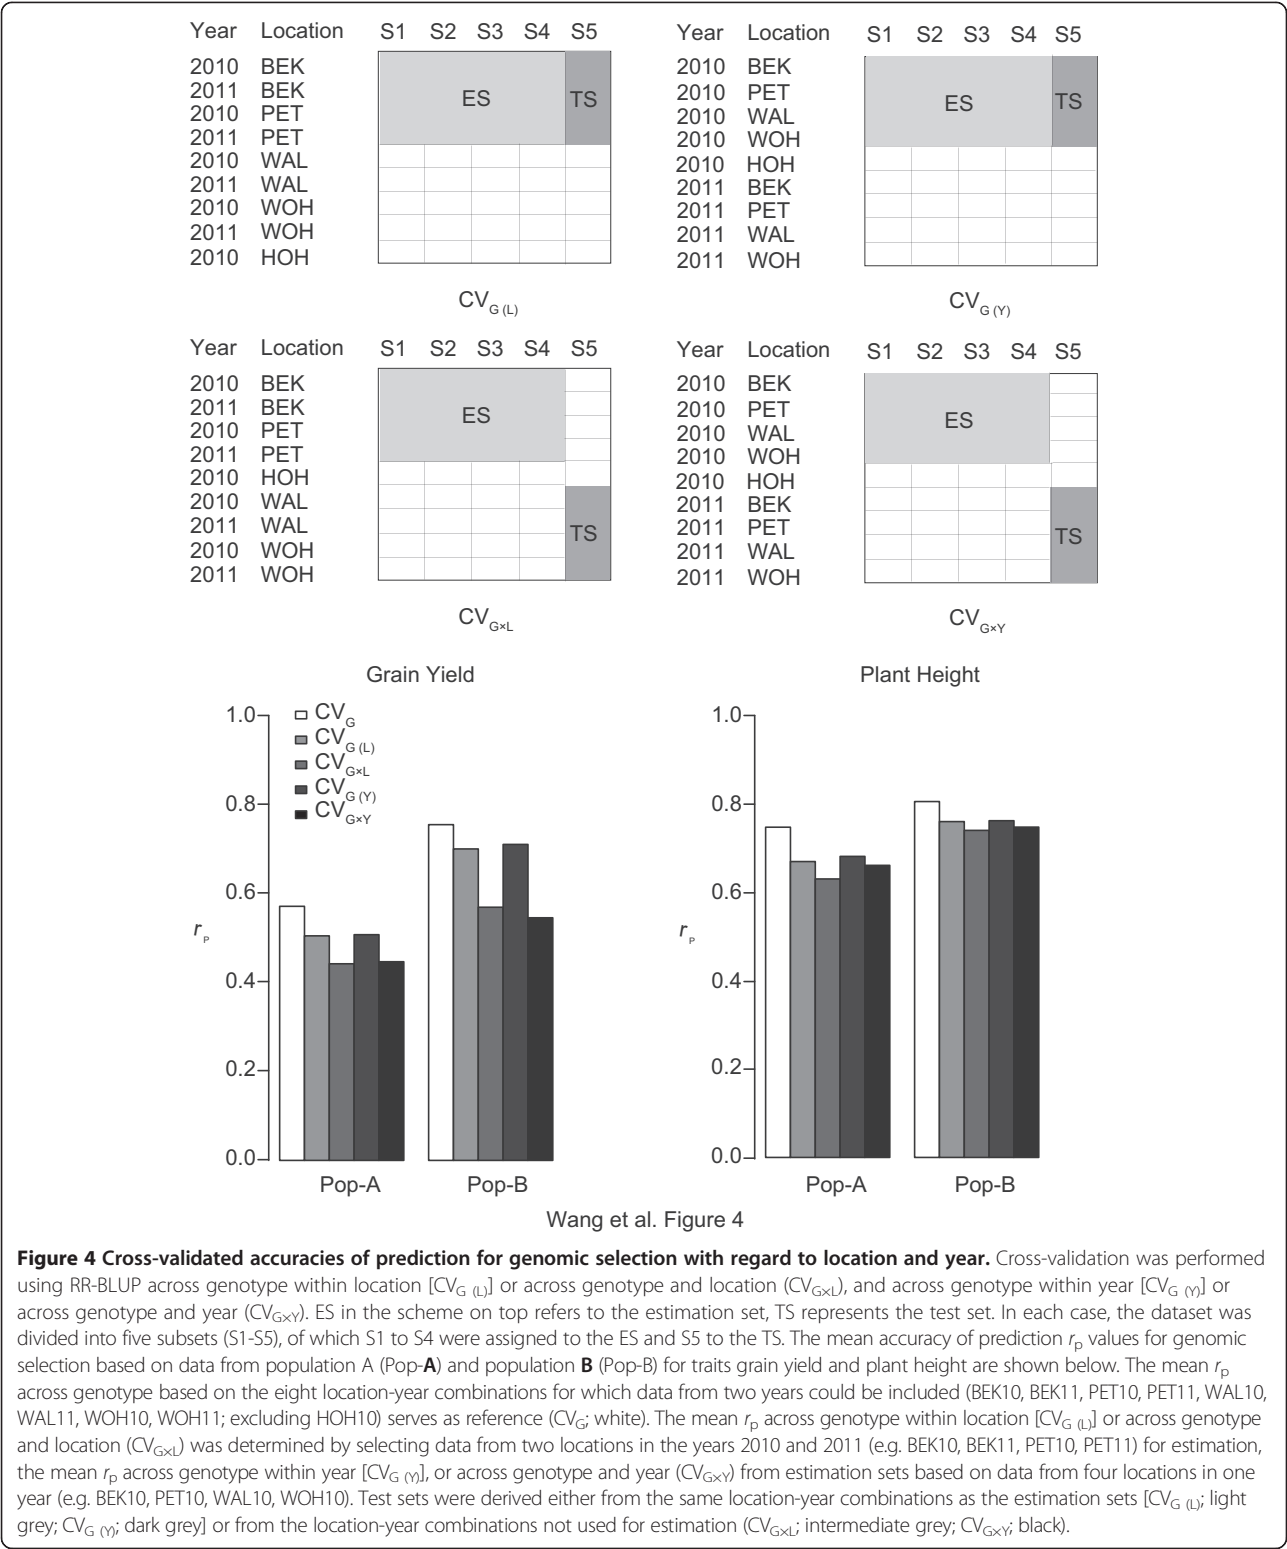 Year Location S1 S2 S3 S4 S5
2010 BEK
2011 BEK
2010 PET
2011 PET
2010 WAL
2011 WAL
2010 WOH
2011 WOH
2010 HOH
ES TS
CVG (L)
Year Location S1 S2 S3 S4 S5
2010 BEK
2010 PET
2010 WAL
2010 WOH
2010 HOH
2011 BEK
2011 PET
2011 WAL
2011 WOH
ES TS
CVG (Y)
Year Location S1 S2 S3 S4 S5
2010 BEK
2011 BEK
2010 PET
2011 PET
2010 HOH
2010 WAL
2011 WAL
2010 WOH
2011 WOH
ES
TS
CVG×L
Year Location S1 S2 S3 S4 S5
2010 BEK
2010 PET
2010 WAL
2010 WOH
2010 HOH
2011 BEK
2011 PET
2011 WAL
2011 WOH
ES
TS
CVG×Y
Grain Yield
1.0
0.8
0.6
0.4
0.2
0.0
rP
CVG
CVG (L)
CVG×L
CVG (Y)
CVG×Y
Pop-A Pop-B
Plant Height
1.0
0.8
0.6
0.4
0.2
0.0
rP
Pop-A Pop-B
Wang et al. Figure 4
Figure 4 Cross-validated accuracies of prediction for genomic selection with regard to location and year. Cross-validation was performed
using RR-BLUP across genotype within location [CVG (L)] or across genotype and location (CVG×L), and across genotype within year [CVG (Y)] or
across genotype and year (CVG×Y). ES in the scheme on top refers to the estimation set, TS represents the test set. In each case, the dataset was
divided into five subsets (S1-S5), of which S1 to S4 were assigned to the ES and S5 to the TS. The mean accuracy of prediction rp values for genomic
selection based on data from population A (Pop-A) and population B (Pop-B) for traits grain yield and plant height are shown below. The mean rp
across genotype based on the eight location-year combinations for which data from two years could be included (BEK10, BEK11, PET10, PET11, WAL10,
WAL11, WOH10, WOH11; excluding HOH10) serves as reference (CVG; white). The mean rp across genotype within location [CVG (L)] or across genotype
and location (CVG×L) was determined by selecting data from two locations in the years 2010 and 2011 (e.g. BEK10, BEK11, PET10, PET11) for estimation,
the mean rp across genotype within year [CVG (Y)], or across genotype and year (CVG×Y) from estimation sets based on data from four locations in one
year (e.g. BEK10, PET10, WAL10, WOH10). Test sets were derived either from the same location-year combinations as the estimation sets [CVG (L); light
grey; CVG (Y); dark grey] or from the location-year combinations not used for estimation (CVG×L; intermediate grey; CVG×Y; black).